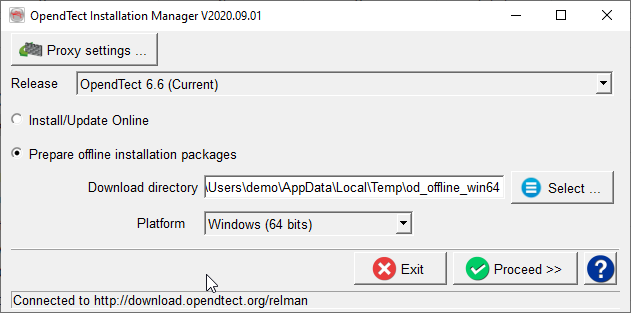 OpendTect Installation Manager V2020.09.01
Proxy settings ...
Release OpendTect 6.6 (Current)
Install/Update Online
Prepare offline installation packages
Download directory \Users\demo\AppData\Local\Temp\od_offline_win64 Select ...
Platform Windows (64 bits)
Exit Proceed >> ?
Connected to http://download.opendtect.org/relman